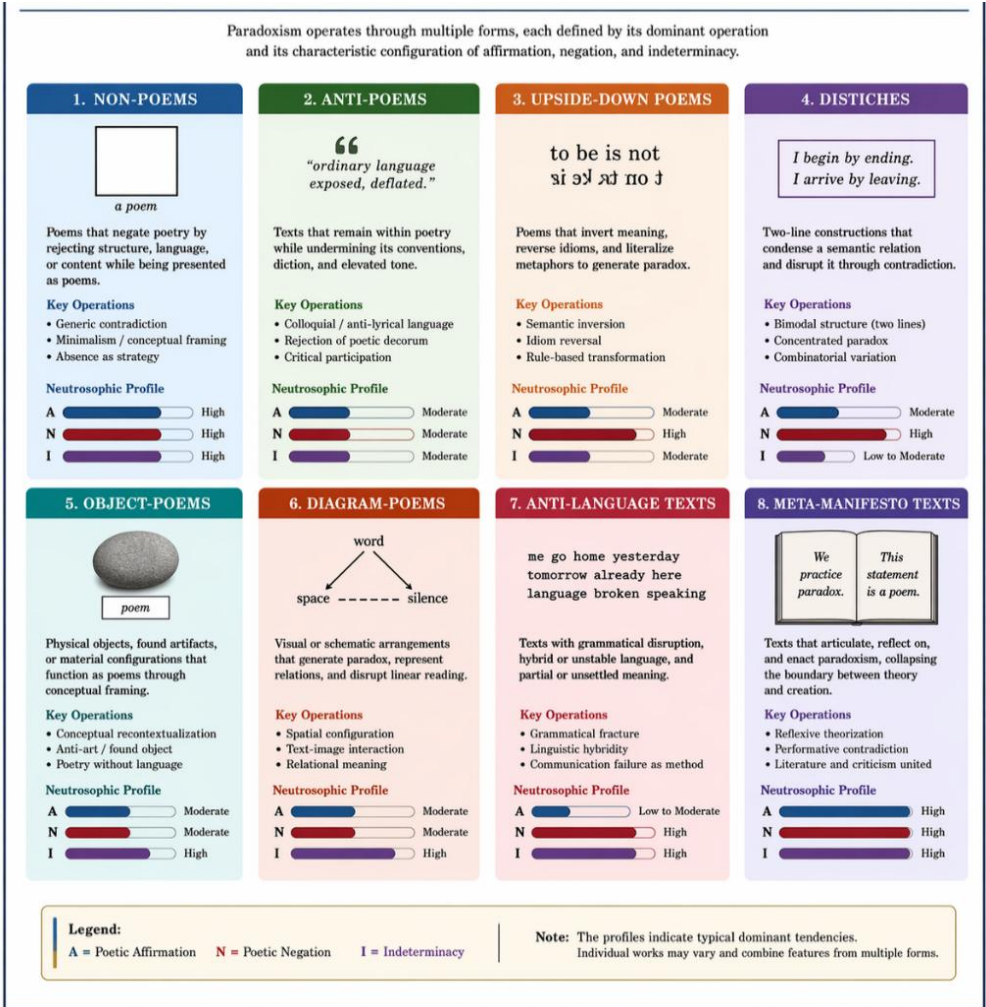 Paradoxism operates through multiple forms, each defined by its dominant operation
and its characteristic configuration of affirmation, negation, and indeterminacy.
1. NON-POEMS
a poem
Poems that negate poetry by
rejecting structure, language,
or content while being presented
as poems.
Key Operations
• Generic contradiction
• Minimalism / conceptual framing
• Absence as strategy
Neutrosophic Profile
A High
N High
I High
2. ANTI-POEMS
“
“ordinary language
exposed, deflated.”
Texts that remain within poetry
while undermining its conventions,
diction, and elevated tone.
Key Operations
• Colloquial / anti-lyrical language
• Rejection of poetic decorum
• Critical participation
Neutrosophic Profile
A Moderate
N Moderate
I Moderate
3. UPSIDE-DOWN POEMS
to be is not
Poems that invert meaning,
reverse idioms, and literalize
metaphors to generate paradox.
Key Operations
• Semantic inversion
• Idiom reversal
• Rule-based transformation
Neutrosophic Profile
A Moderate
N High
I Moderate
4. DISTICHES
I begin by ending.
I arrive by leaving.
Two-line constructions that
condense a semantic relation
and disrupt it through contradiction.
Key Operations
• Bimodal structure (two lines)
• Concentrated paradox
• Combinatorial variation
Neutrosophic Profile
A Moderate
N High
I Low to Moderate
5. OBJECT-POEMS
poem
Physical objects, found artifacts,
or material configurations that
function as poems through
conceptual framing.
Key Operations
• Conceptual recontextualization
• Anti-art / found object
• Poetry without language
Neutrosophic Profile
A Moderate
N Moderate
I High
6. DIAGRAM-POEMS
word
space silence
Visual or schematic arrangements
that generate paradox, represent
relations, and disrupt linear reading.
Key Operations
• Spatial configuration
• Text-image interaction
• Relational meaning
Neutrosophic Profile
A Moderate
N Moderate
I High
7. ANTI-LANGUAGE TEXTS
me go home yesterday
tomorrow already here
language broken speaking
Texts with grammatical disruption,
hybrid or unstable language, and
partial or unsettled meaning.
Key Operations
• Grammatical fracture
• Linguistic hybridity
• Communication failure as method
Neutrosophic Profile
A Low to Moderate
N High
I High
8. META-MANIFESTO TEXTS
We
practice
paradox.
This
statement
is a poem.
Texts that articulate, reflect on,
and enact paradoxism, collapsing
the boundary between theory
and creation.
Key Operations
• Reflexive theorization
• Performative contradiction
• Literature and criticism united
Neutrosophic Profile
A High
N High
I High
Legend:
A = Poetic Affirmation N = Poetic Negation I = Indeterminacy
Note: The profiles indicate typical dominant tendencies.
Individual works may vary and combine features from multiple forms.